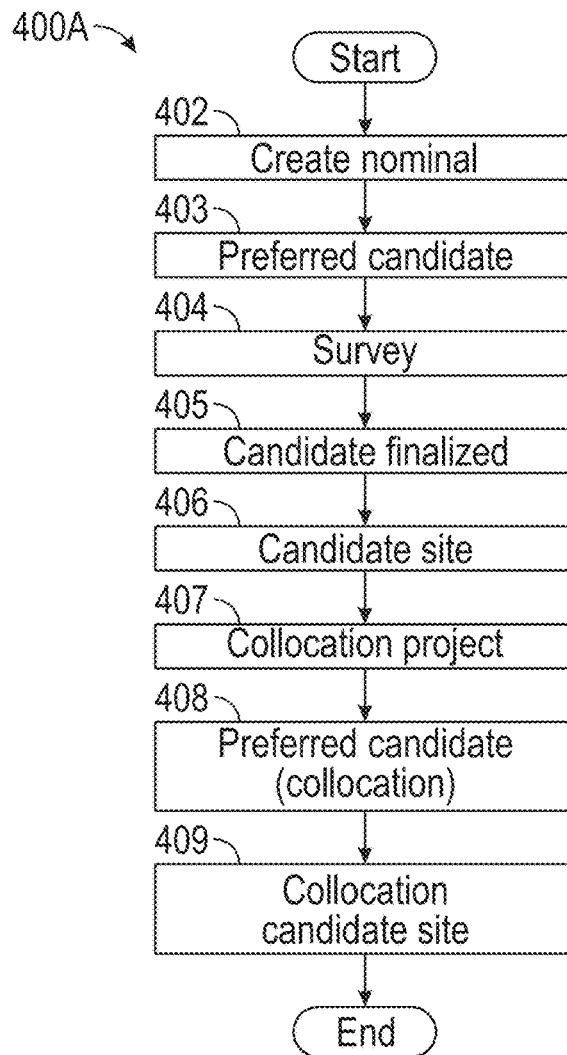 400A
Start
402
Create nominal
403
Preferred candidate
404
Survey
405
Candidate finalized
406
Candidate site
407
Collocation project
408
Preferred candidate
(collocation)
409
Collocation
candidate site
End